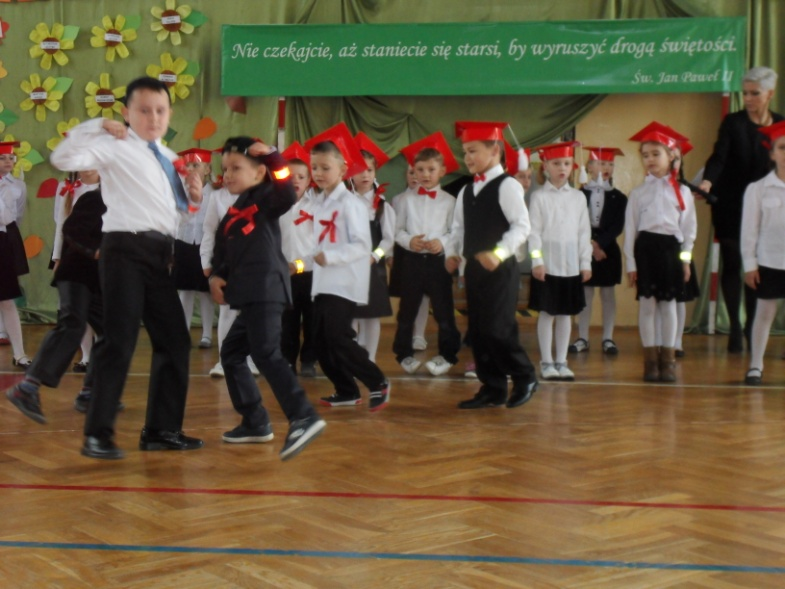 Nie czekajcie, aż staniecie się starsi, by wyruszyć drogą świętości.
Św. Jan Paweł II